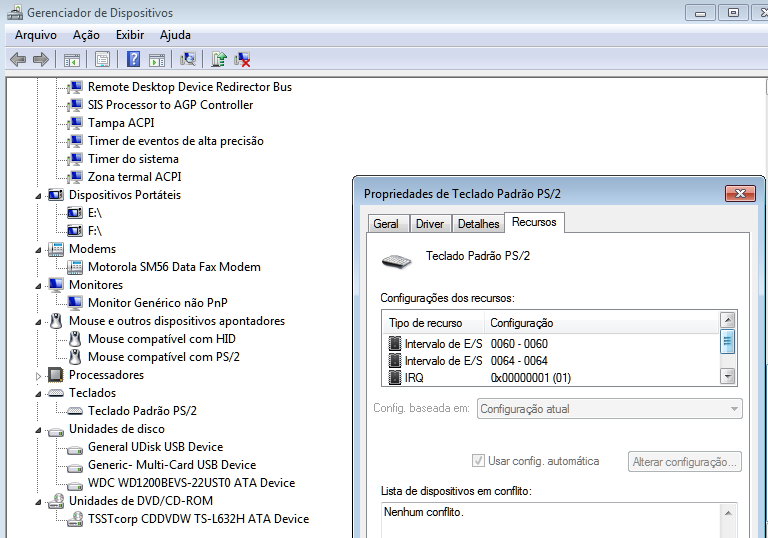 Gerenciador de Dispositivos
Arquivo Ação Exibir Ajuda
Remote Desktop Device Redirector Bus
SIS Processor to AGP Controller
Tampa ACPI
Timer de eventos de alta precisão
Timer do sistema
Zona termal ACPI
Dispositivos Portáteis
E:\
F:\
Modems
Motorola SM56 Data Fax Modem
Monitores
Monitor Genérico não PnP
Mouse e outros dispositivos apontadores
Mouse compatível com HID
Mouse compatível com PS/2
Processadores
Teclados
Teclado Padrão PS/2
Unidades de disco
General UDisk USB Device
Generic- Multi-Card USB Device
WDC WD1200BEVS-22UST0 ATA Device
Unidades de DVD/CD-ROM
TSSTcorp CDDVDW TS-L632H ATA Device
Propriedades de Teclado Padrão PS/2
Geral Driver Detalhes Recursos
Teclado Padrão PS/2
Configurações dos recursos:
Tipo de recurso Configuração
Intervalo de E/S 0060 - 0060
Intervalo de E/S 0064 - 0064
IRQ 0x00000001 (01)
Config. baseada em: Configuração atual
Usar config. automática Alterar configuração...
Lista de dispositivos em conflito:
Nenhum conflito.